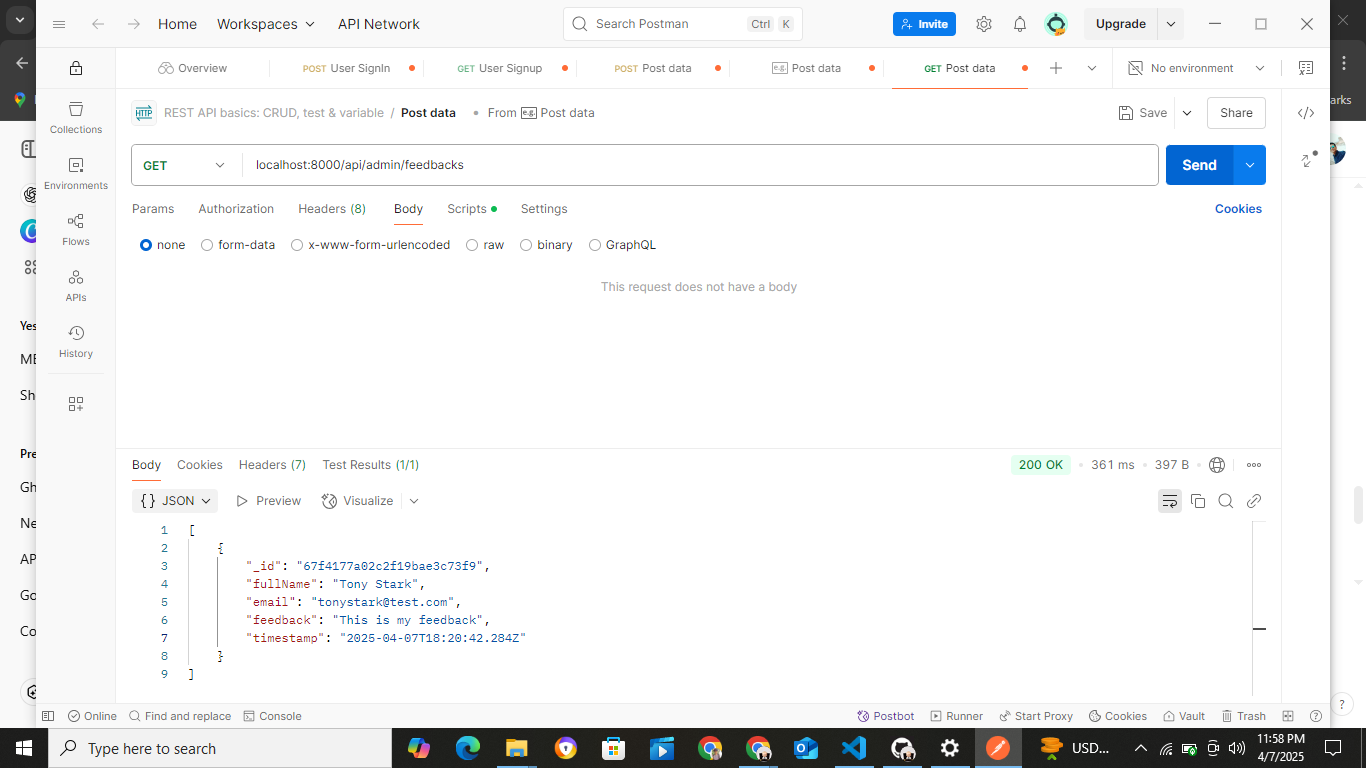 Home Workspaces API Network Search Postman Ctrl K Invite Upgrade
Overview POST User SignIn GET User Signup POST Post data e.g. Post data GET Post data No environment
arks
Collections
Environments
Flows
APIs
History
HTTP REST API basics: CRUD, test & variable / Post data From e.g. Post data Save Share
GET localhost:8000/api/admin/feedbacks Send
Params Authorization Headers (8) Body Scripts Settings Cookies
none form-data x-www-form-urlencoded raw binary GraphQL
This request does not have a body
Yes
ME
She
Pre
Gh
Ne
AP
Go
Co
Body Cookies Headers (7) Test Results (1/1) 200 OK 361 ms 397 B
{} JSON Preview Visualize
1 [
2 {
3 "_id": "67f4177a02c2f19bae3c73f9",
4 "fullName": "Tony Stark",
5 "email": "tonystark@test.com",
6 "feedback": "This is my feedback",
7 "timestamp": "2025-04-07T18:20:42.284Z"
8 }
9 ]
Online Find and replace Console Postbot Runner Start Proxy Cookies Vault Trash
?
Type here to search USD... 11:58 PM
4/7/2025